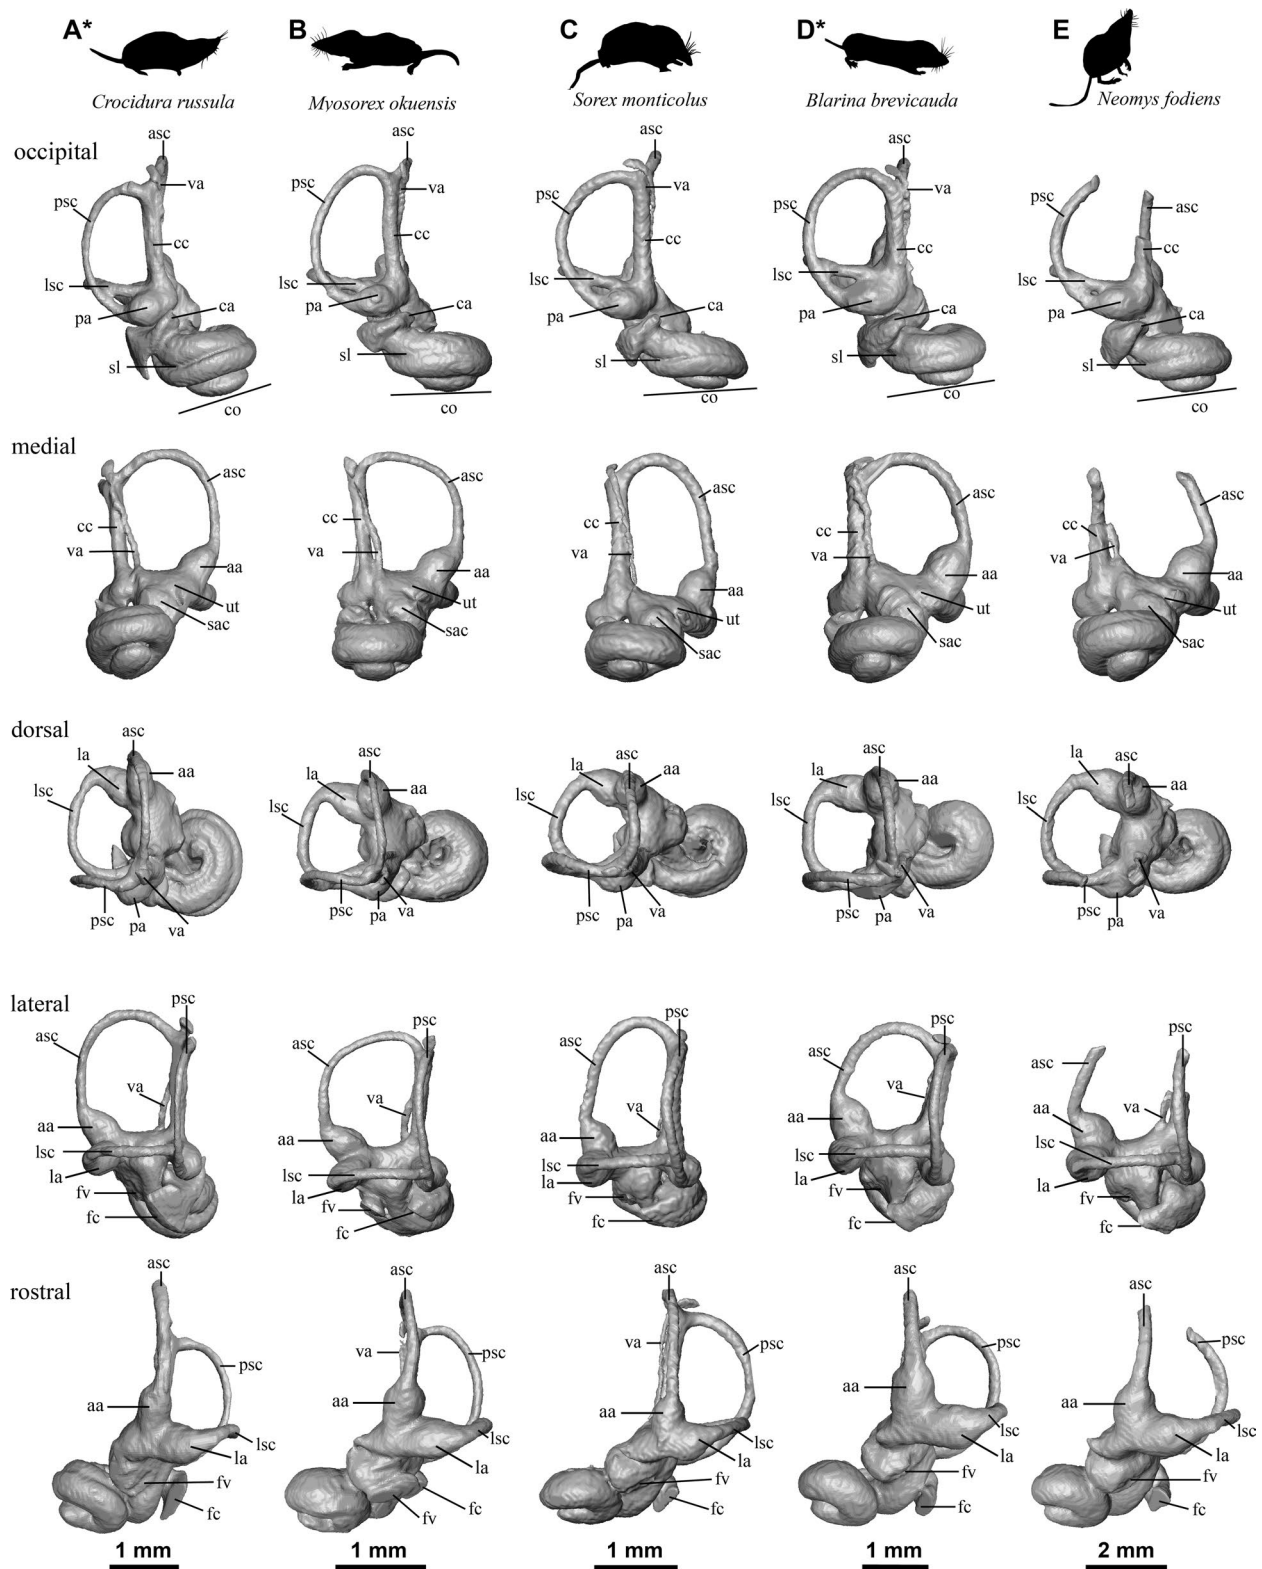 A* B C D* E
Crocidura russula Myosorex okuensis Sorex monticolus Blarina brevicauda Neomys fodiens
occipital
asc va psc cc lsc pa ca sl co
asc psc va cc lsc pa ca sl co
asc va psc cc lsc pa ca sl co
asc va psc cc lsc pa ca sl co
psc asc cc lsc pa ca sl co
medial
asc cc va aa ut sac
asc cc va aa ut sac
asc cc va aa ut sac
asc cc va aa ut sac
asc cc va aa ut sac
dorsal
asc la aa lsc psc pa va
asc la aa lsc psc pa va
asc la aa lsc psc pa va
asc la aa lsc psc pa va
asc la aa lsc psc pa va
lateral
psc asc va aa lsc la fv fc
psc asc va aa lsc la fv fc
psc asc va aa lsc la fv fc
psc asc va aa lsc la fv fc
psc asc va aa lsc la fv fc
rostral
asc psc aa lsc la fv fc
asc va psc aa lsc la fc fv
asc va psc aa lsc la fv fc
asc psc aa lsc la fv fc
asc psc aa lsc la fv fc
1 mm 1 mm 1 mm 1 mm 2 mm